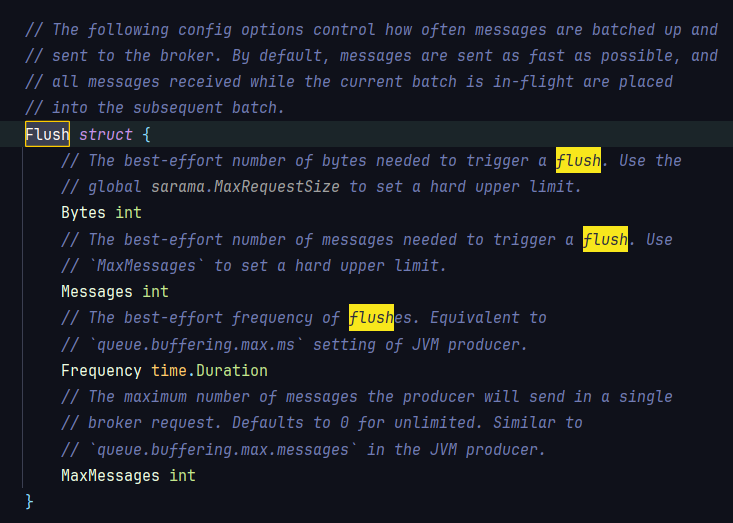 // The following config options control how often messages are batched up and
// sent to the broker. By default, messages are sent as fast as possible, and
// all messages received while the current batch is in-flight are placed
// into the subsequent batch.
Flush struct {
// The best-effort number of bytes needed to trigger a flush. Use the
// global sarama.MaxRequestSize to set a hard upper limit.
Bytes int
// The best-effort number of messages needed to trigger a flush. Use
// `MaxMessages` to set a hard upper limit.
Messages int
// The best-effort frequency of flushes. Equivalent to
// `queue.buffering.max.ms` setting of JVM producer.
Frequency time.Duration
// The maximum number of messages the producer will send in a single
// broker request. Defaults to 0 for unlimited. Similar to
// `queue.buffering.max.messages` in the JVM producer.
MaxMessages int
}